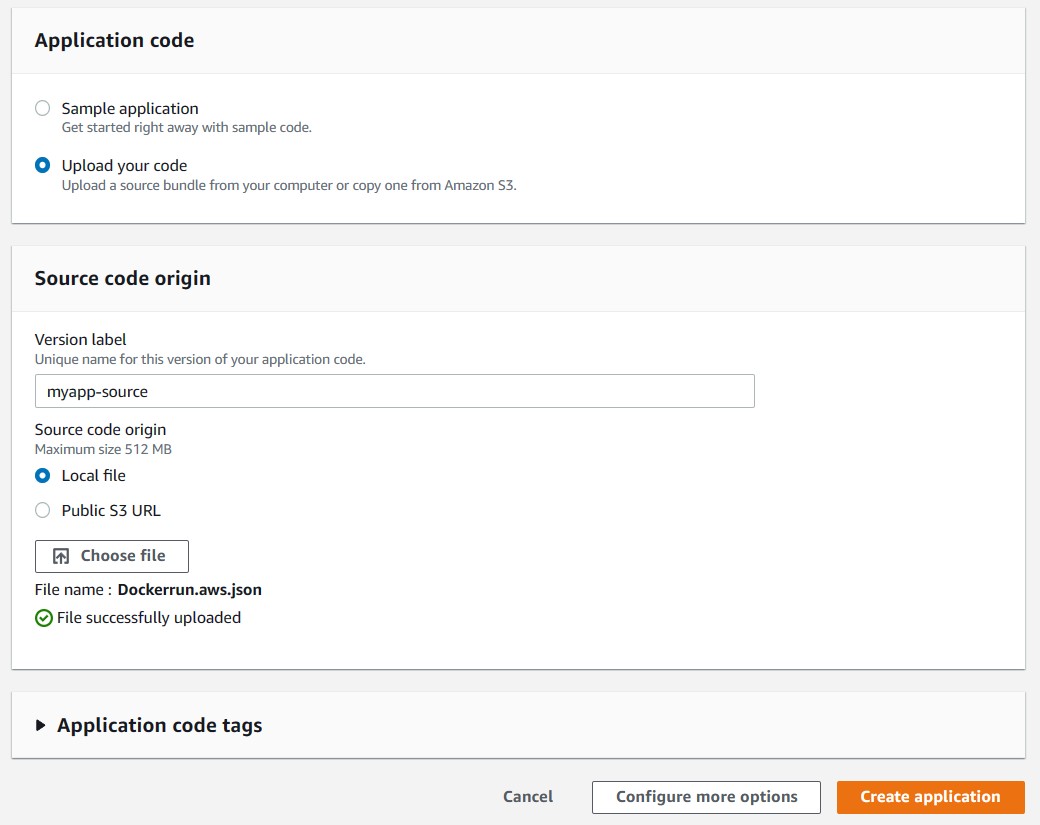 Application code
Sample application
Get started right away with sample code.
Upload your code
Upload a source bundle from your computer or copy one from Amazon S3.
Source code origin
Version label
Unique name for this version of your application code.
myapp-source
Source code origin
Maximum size 512 MB
Local file
Public S3 URL
Choose file
File name : Dockerrun.aws.json
File successfully uploaded
Application code tags
Cancel Configure more options Create application